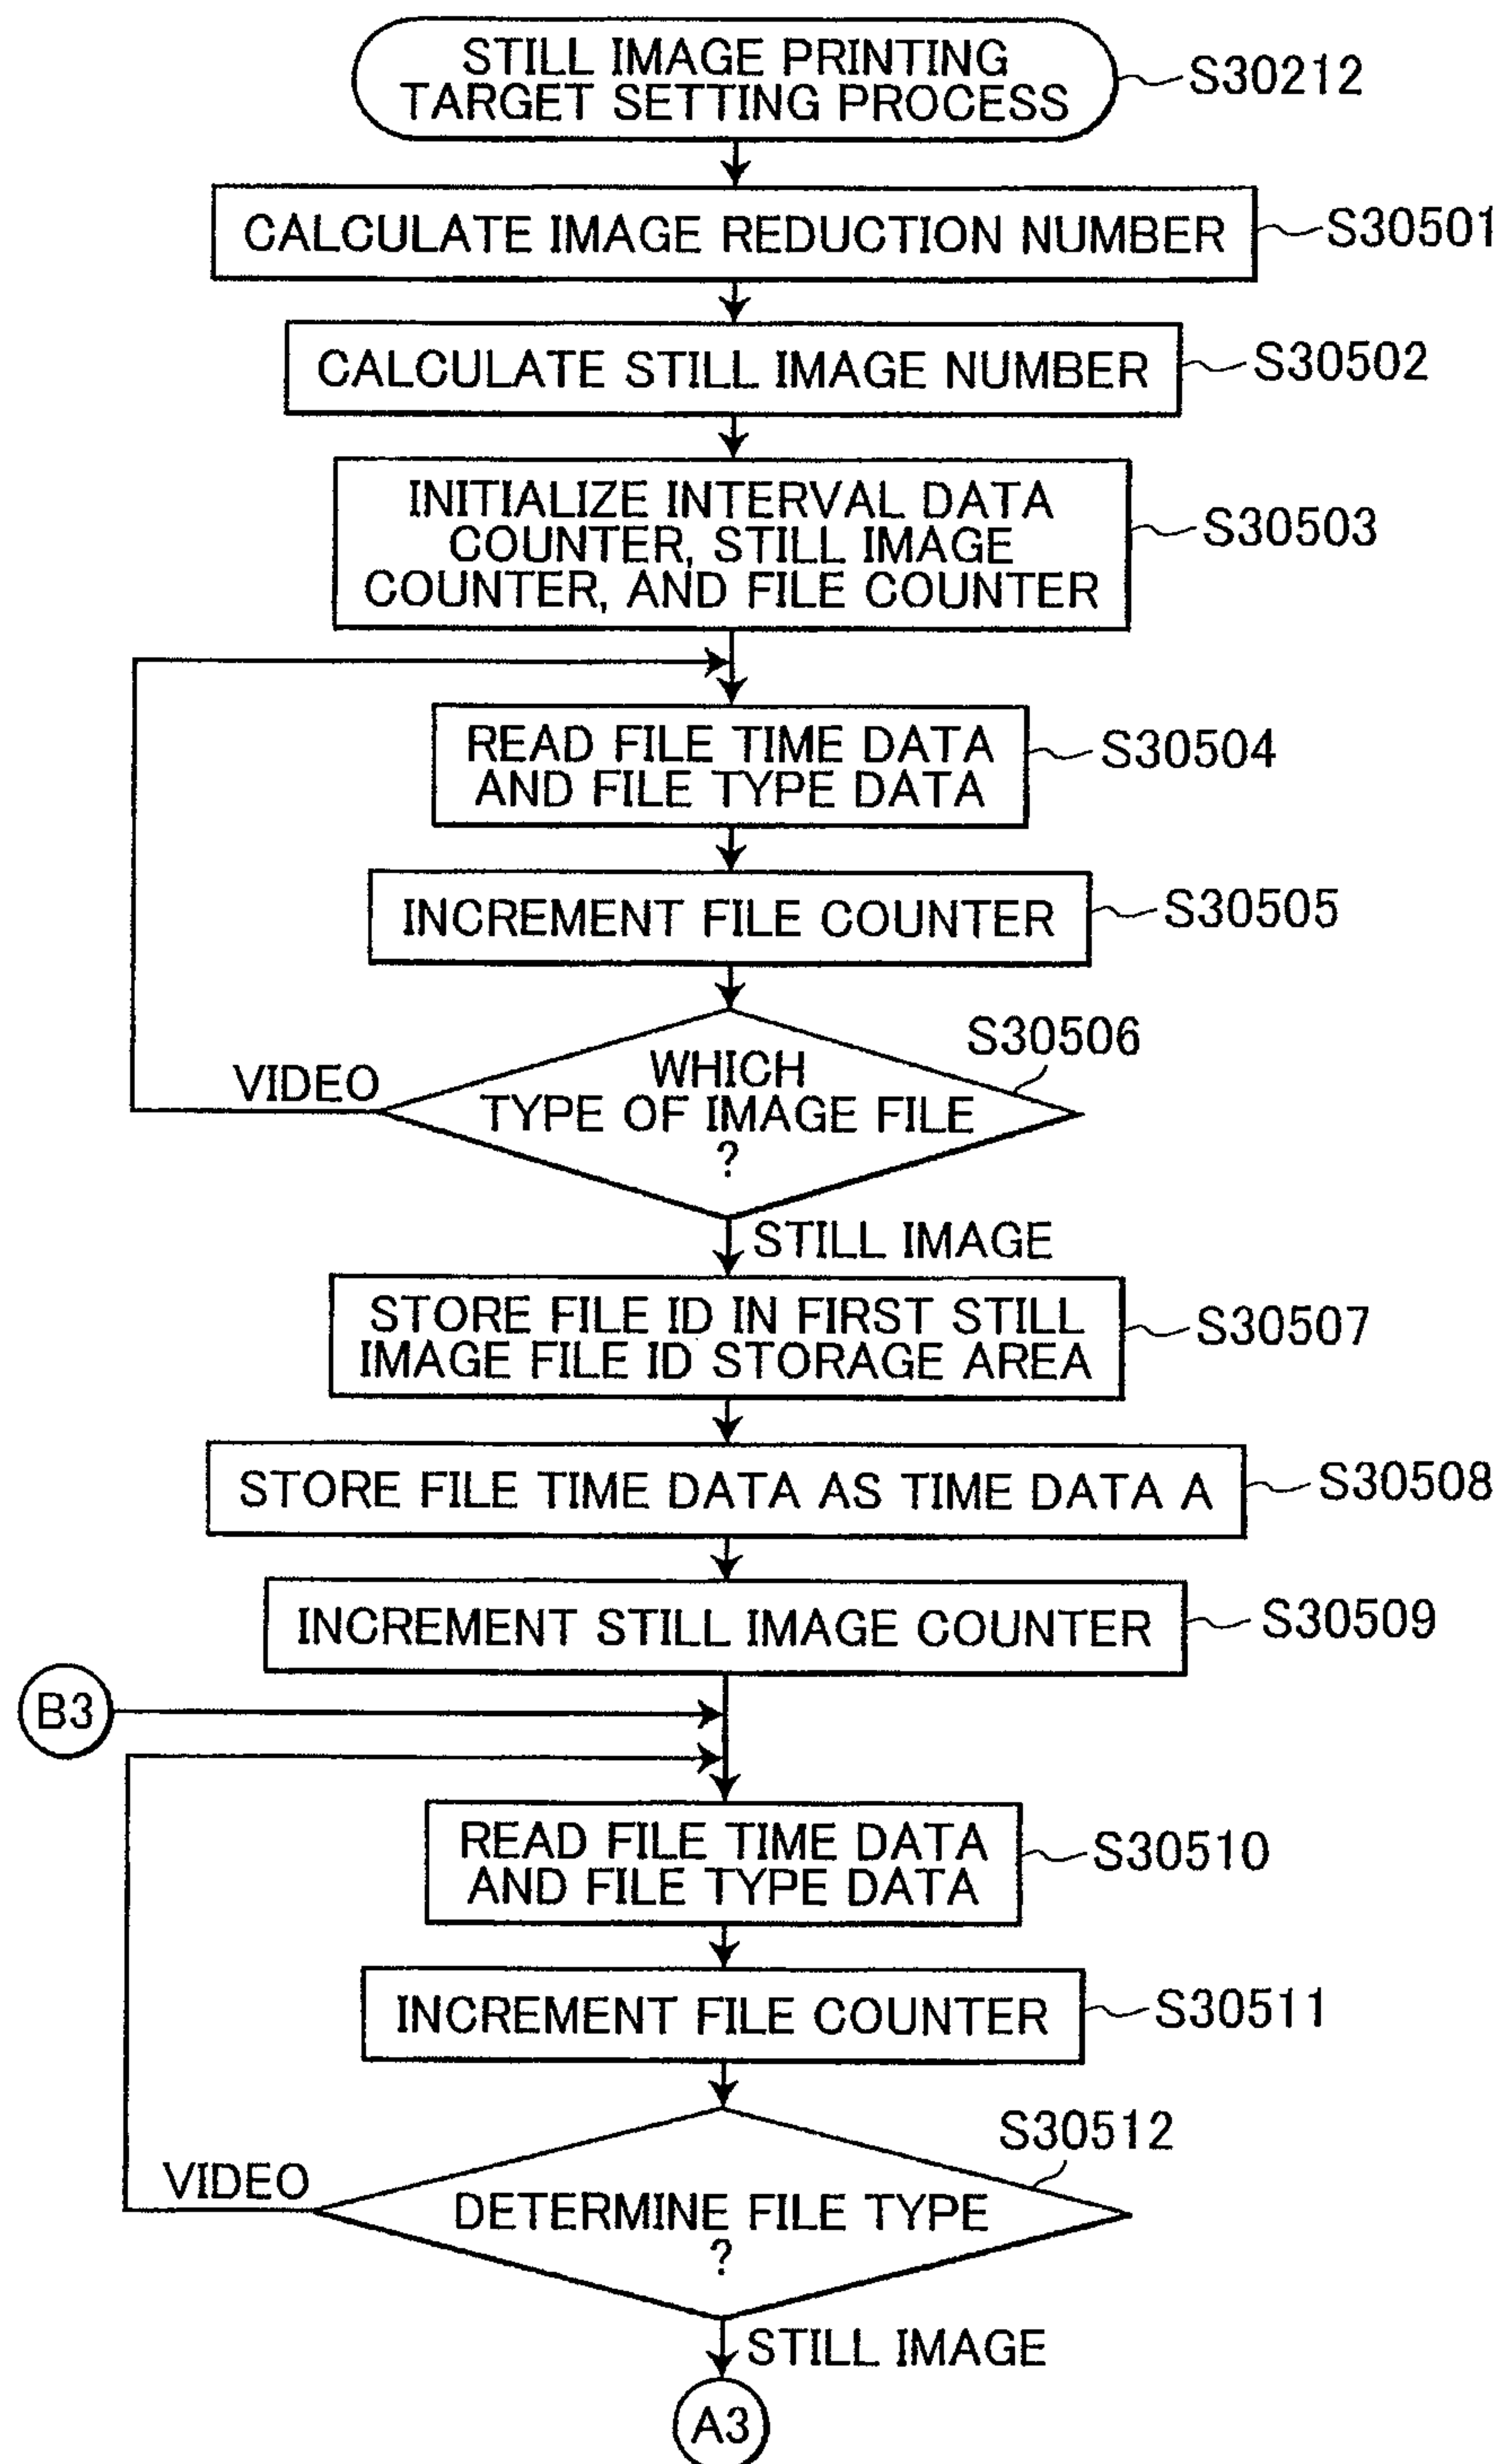 STILL IMAGE PRINTING
TARGET SETTING PROCESS
S30212
CALCULATE IMAGE REDUCTION NUMBER
S30501
CALCULATE STILL IMAGE NUMBER
S30502
INITIALIZE INTERVAL DATA
COUNTER, STILL IMAGE
COUNTER, AND FILE COUNTER
S30503
READ FILE TIME DATA
AND FILE TYPE DATA
S30504
INCREMENT FILE COUNTER
S30505
S30506
WHICH
TYPE OF IMAGE FILE
?
VIDEO
STILL IMAGE
STORE FILE ID IN FIRST STILL
IMAGE FILE ID STORAGE AREA
S30507
STORE FILE TIME DATA AS TIME DATA A
S30508
INCREMENT STILL IMAGE COUNTER
S30509
B3
READ FILE TIME DATA
AND FILE TYPE DATA
S30510
INCREMENT FILE COUNTER
S30511
S30512
VIDEO
DETERMINE FILE TYPE
?
STILL IMAGE
A3